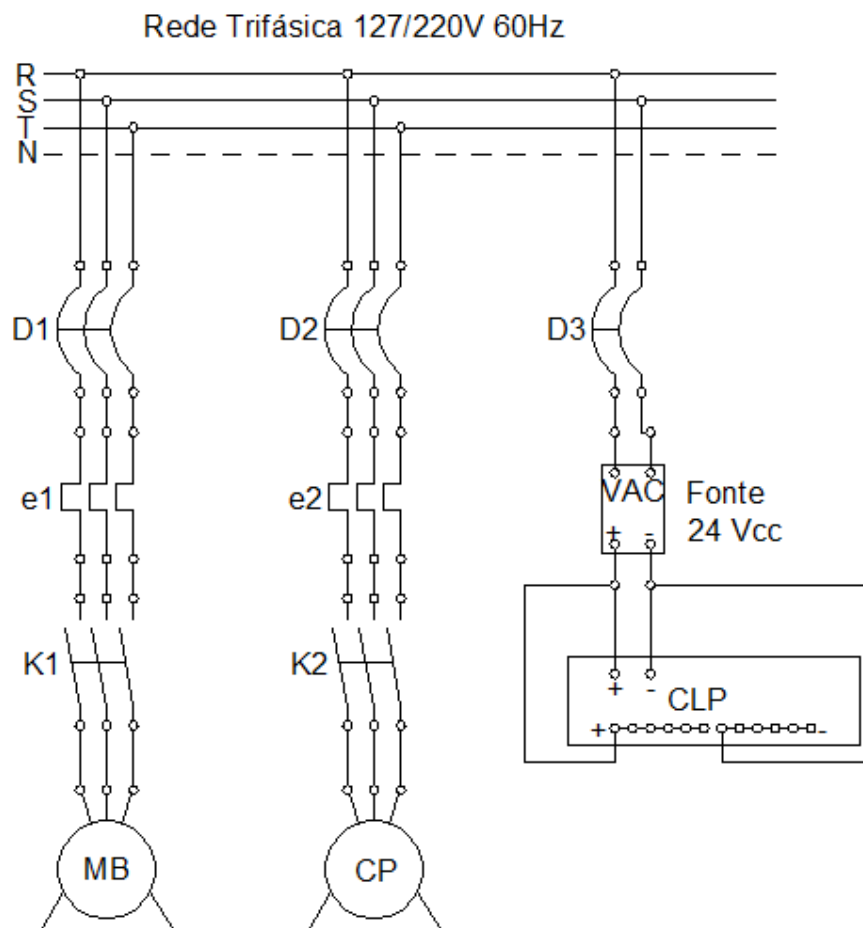 Rede Trifásica 127/220V 60Hz
R
S
T
N
D1
D2
D3
e1
e2
VAC
+ -
Fonte
24 Vcc
K1
K2
+ -
CLP
+ -
MB
CP